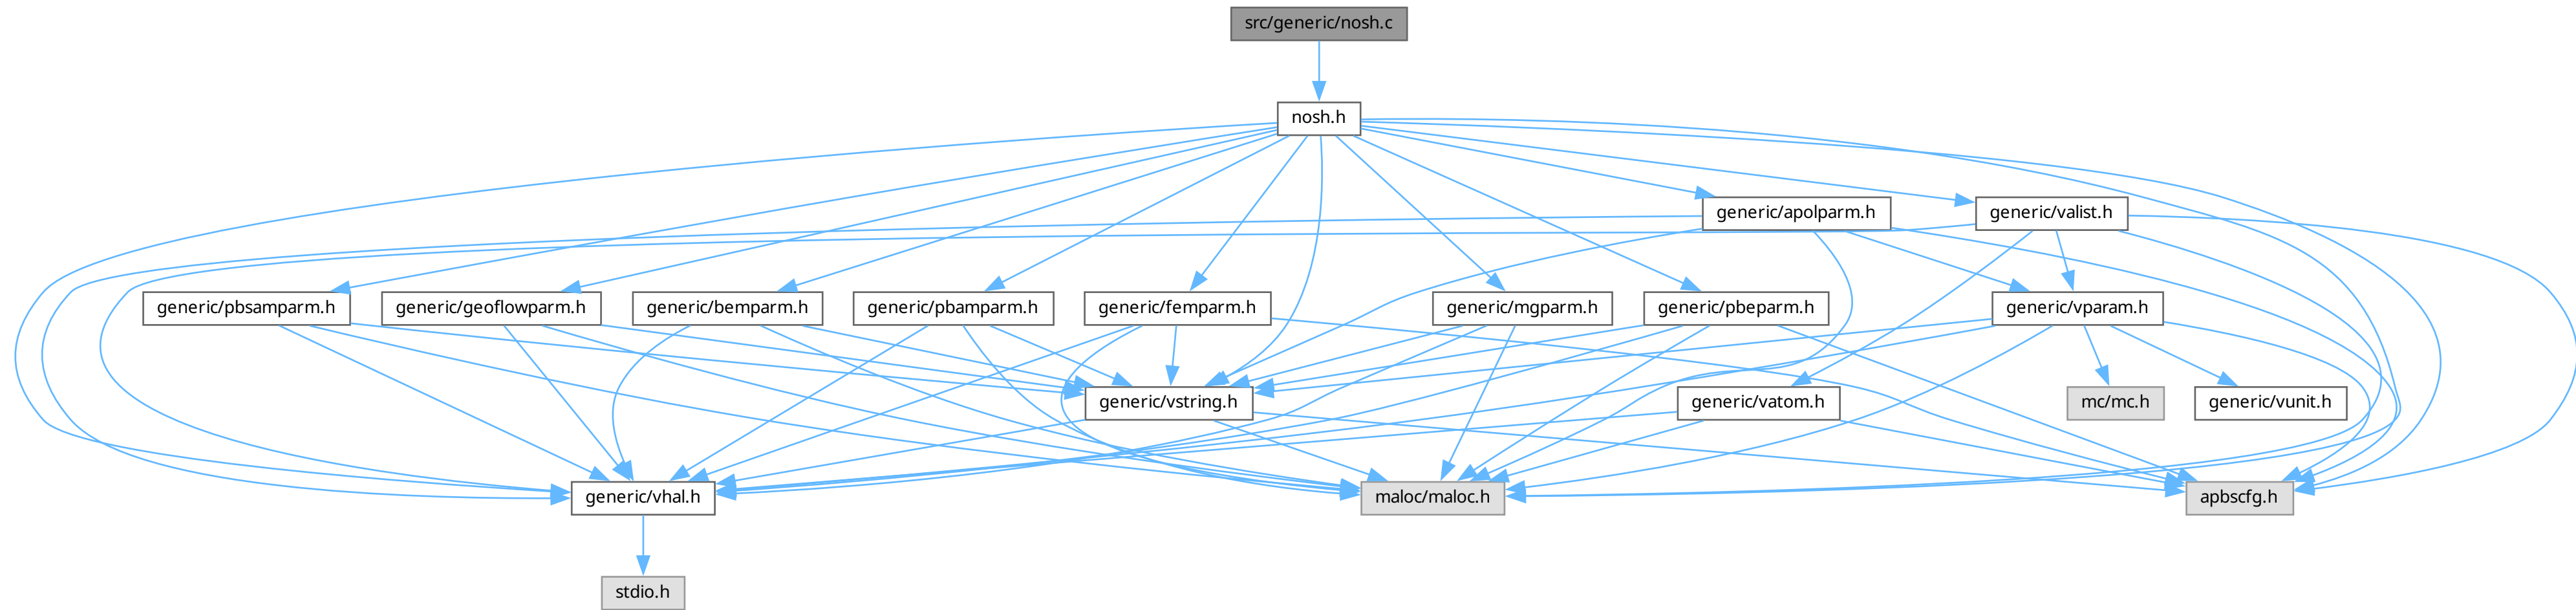 src/generic/nosh.c
nosh.h
generic/apolparm.h
generic/valist.h
generic/pbsamparm.h
generic/geoflowparm.h
generic/bemparm.h
generic/pbamparm.h
generic/femparm.h
generic/mgparm.h
generic/pbeparm.h
generic/vparam.h
generic/vstring.h
generic/vatom.h
mc/mc.h
generic/vunit.h
generic/vhal.h
maloc/maloc.h
apbscfg.h
stdio.h